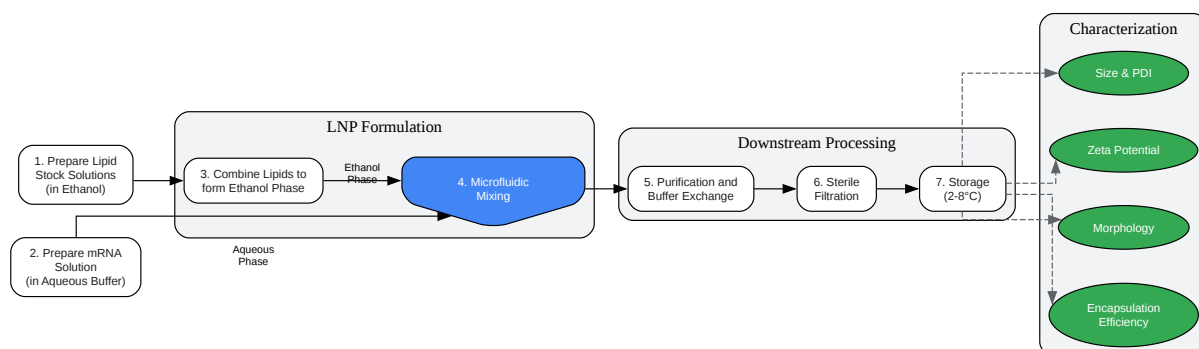 1. Prepare Lipid
Stock Solutions
(in Ethanol)
2. Prepare mRNA
Solution
(in Aqueous Buffer)
LNP Formulation
3. Combine Lipids to
form Ethanol Phase
Ethanol
Phase
4. Microfluidic
Mixing
Aqueous
Phase
Downstream Processing
5. Purification and
Buffer Exchange
6. Sterile
Filtration
7. Storage
(2-8°C)
Characterization
Size & PDI
Zeta Potential
Morphology
Encapsulation
Efficiency